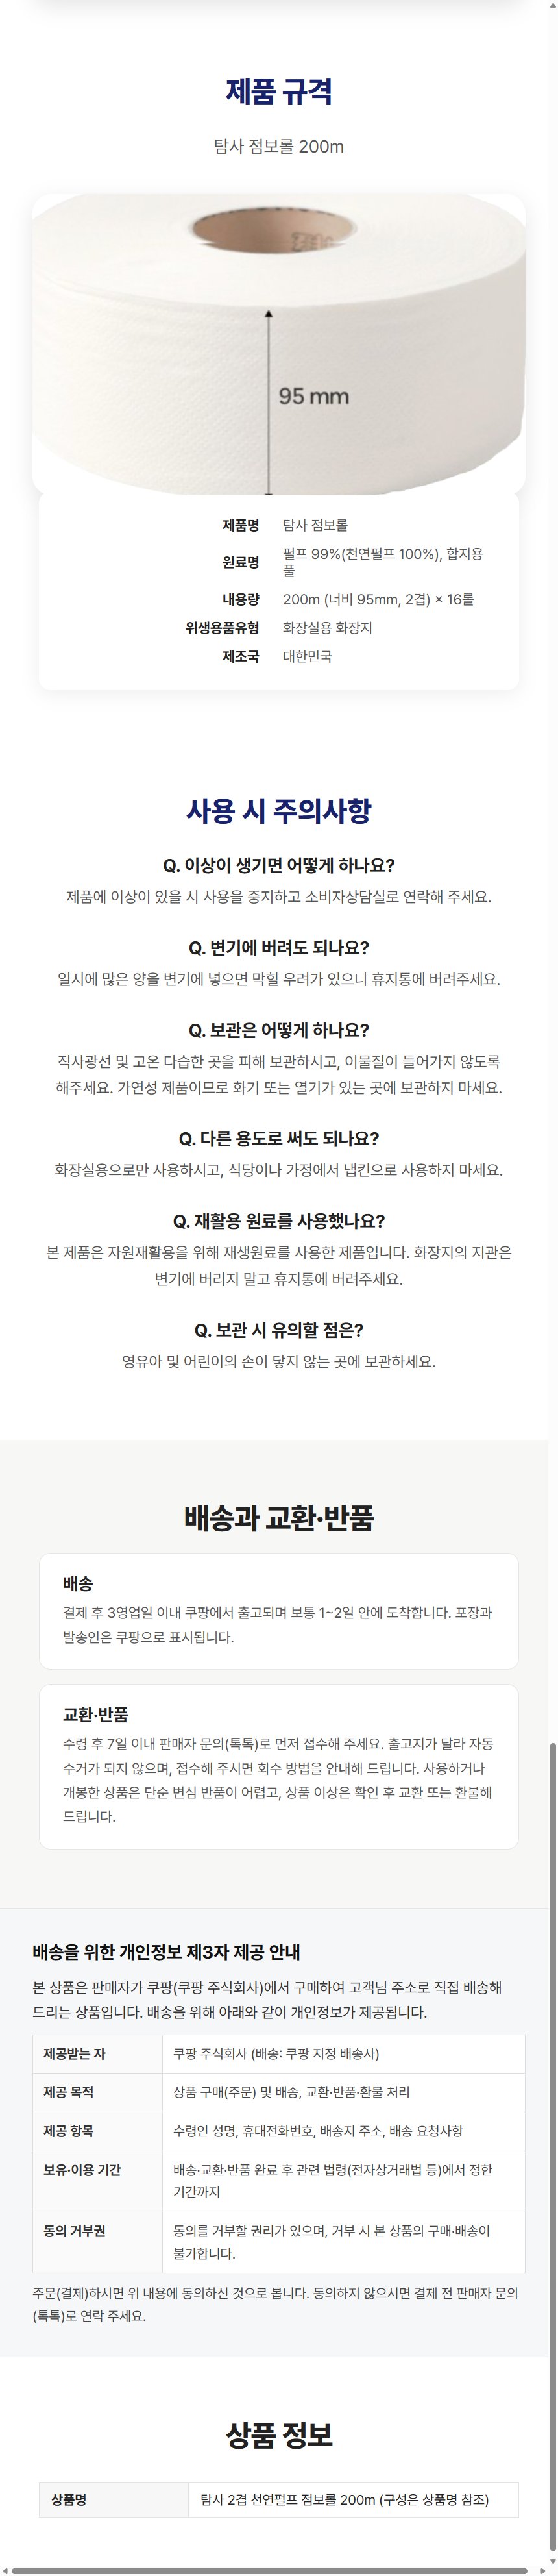 제품 규격
탐사 점보롤 200m
95 mm
제품명 탐사 점보롤
원료명 펄프 99%(천연펄프 100%), 합지용
풀
내용량 200m (너비 95mm, 2겹) × 16롤
위생용품유형 화장실용 화장지
제조국 대한민국
사용 시 주의사항
Q. 이상이 생기면 어떻게 하나요?
제품에 이상이 있을 시 사용을 중지하고 소비자상담실로 연락해 주세요.
Q. 변기에 버려도 되나요?
일시에 많은 양을 변기에 넣으면 막힐 우려가 있으니 휴지통에 버려주세요.
Q. 보관은 어떻게 하나요?
직사광선 및 고온 다습한 곳을 피해 보관하시고, 이물질이 들어가지 않도록
해주세요. 가연성 제품이므로 화기 또는 열기가 있는 곳에 보관하지 마세요.
Q. 다른 용도로 써도 되나요?
화장실용으로만 사용하시고, 식당이나 가정에서 냅킨으로 사용하지 마세요.
Q. 재활용 원료를 사용했나요?
본 제품은 자원재활용을 위해 재생원료를 사용한 제품입니다. 화장지의 지관은
변기에 버리지 말고 휴지통에 버려주세요.
Q. 보관 시 유의할 점은?
영유아 및 어린이의 손이 닿지 않는 곳에 보관하세요.
배송과 교환·반품
배송
결제 후 3영업일 이내 쿠팡에서 출고되며 보통 1~2일 안에 도착합니다. 포장과
발송인은 쿠팡으로 표시됩니다.
교환·반품
수령 후 7일 이내 판매자 문의(톡톡)로 먼저 접수해 주세요. 출고지가 달라 자동
수거가 되지 않으며, 접수해 주시면 회수 방법을 안내해 드립니다. 사용하거나
개봉한 상품은 단순 변심 반품이 어렵고, 상품 이상은 확인 후 교환 또는 환불해
드립니다.
배송을 위한 개인정보 제3자 제공 안내
본 상품은 판매자가 쿠팡(쿠팡 주식회사)에서 구매하여 고객님 주소로 직접 배송해
드리는 상품입니다. 배송을 위해 아래와 같이 개인정보가 제공됩니다.
제공받는 자 쿠팡 주식회사 (배송: 쿠팡 지정 배송사)
제공 목적 상품 구매(주문) 및 배송, 교환·반품·환불 처리
제공 항목 수령인 성명, 휴대전화번호, 배송지 주소, 배송 요청사항
보유·이용 기간 배송·교환·반품 완료 후 관련 법령(전자상거래법 등)에서 정한
기간까지
동의 거부권 동의를 거부할 권리가 있으며, 거부 시 본 상품의 구매·배송이
불가합니다.
주문(결제)하시면 위 내용에 동의하신 것으로 봅니다. 동의하지 않으시면 결제 전 판매자 문의
(톡톡)로 연락 주세요.
상품 정보
상품명 탐사 2겹 천연펄프 점보롤 200m (구성은 상품명 참조)